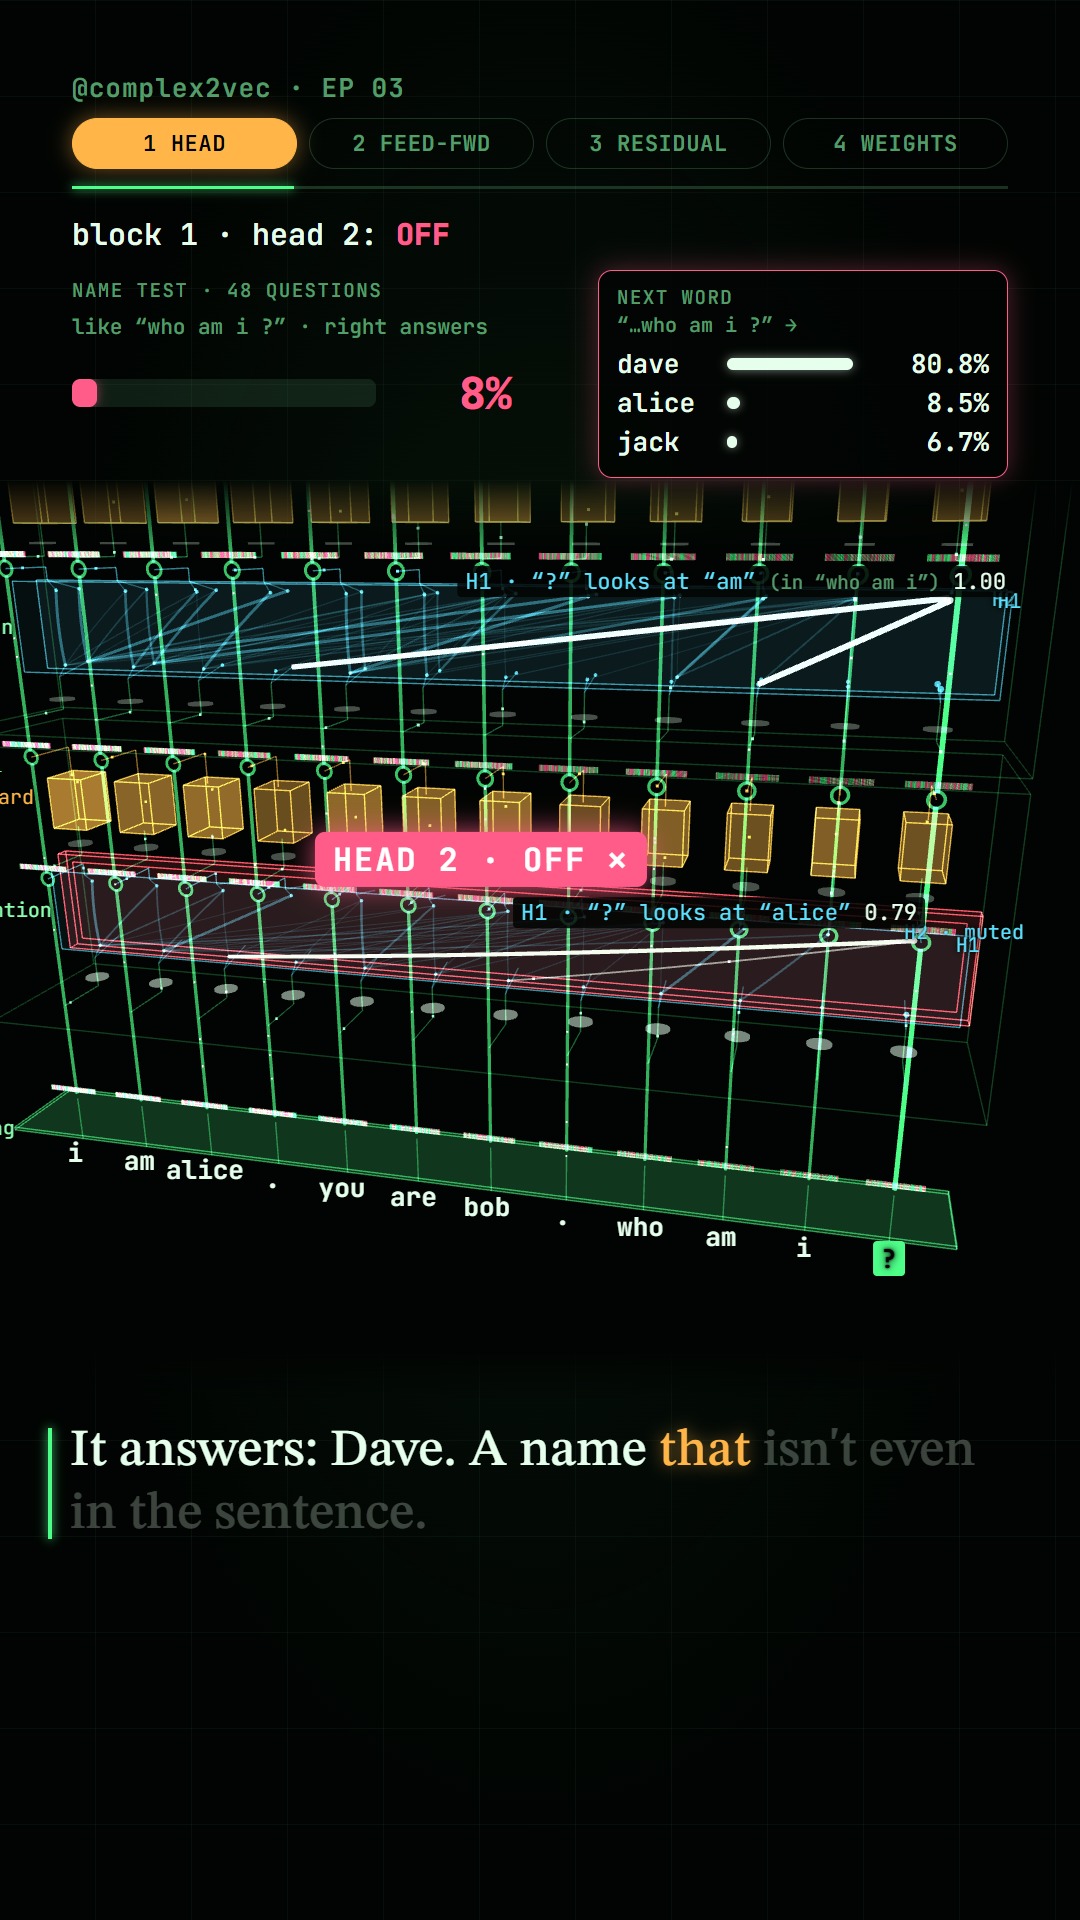 @complex2vec · EP 03
1 HEAD
2 FEED-FWD
3 RESIDUAL
4 WEIGHTS
block 1 · head 2: OFF
NAME TEST · 48 QUESTIONS
like “who am i ?” · right answers
8%
NEXT WORD
“…who am i ?” →
dave 80.8%
alice 8.5%
jack 6.7%
H1 · “?” looks at “am” (in “who am i”) 1.00
H1
n
ard
HEAD 2 · OFF ×
ation
H1 · “?” looks at “alice” 0.79
muted
H1
ng
i am alice . you are bob . who am i ?
It answers: Dave. A name that isn't even
in the sentence.